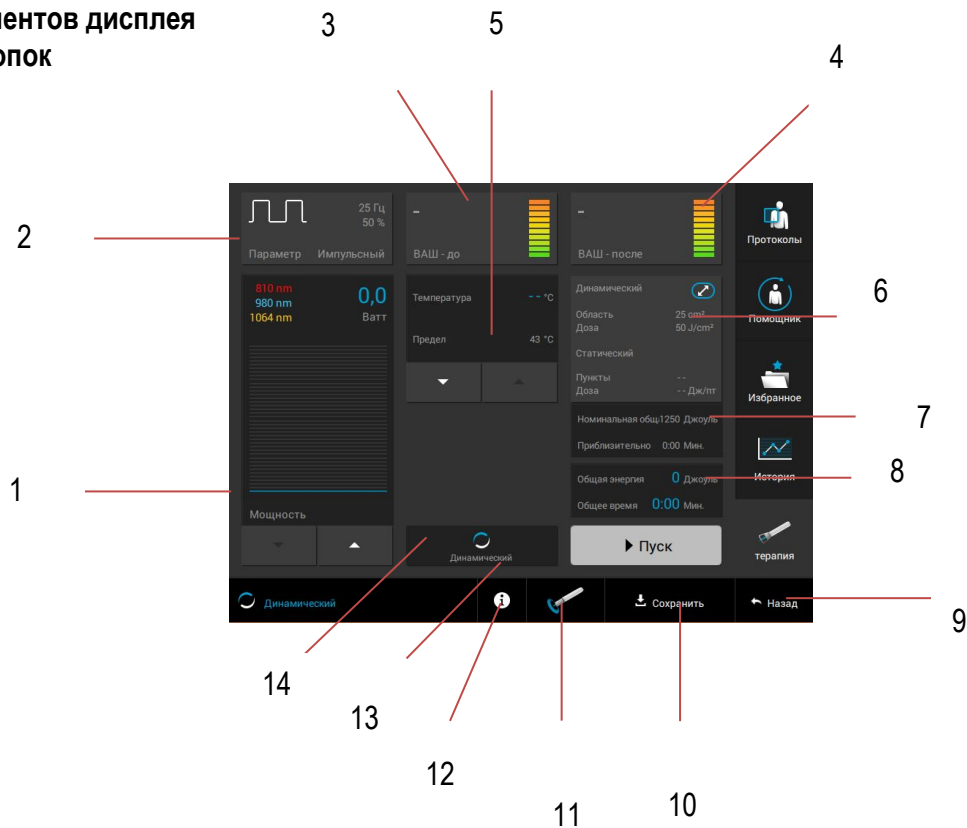 ментов дисплея
опок
3
5
4
2
6
7
8
1
9
14
13
12
11
10
25 Гц
50 %
Параметр Импульсный
-
ВАШ - до
-
ВАШ - после
Протоколы
810 nm
980 nm
1064 nm
0,0
Ватт
Мощность
Температура -- °C
Предел 43 °C
Динамический
Область 25 cm²
Доза 50 J/cm²
Статический
Пункты --
Доза -- Дж/пт
Номинальная общ 1250 Джоуль
Приблизительно 0:00 Мин.
Общая энергия 0 Джоуль
Общее время 0:00 Мин.
Помощник
Избранное
История
терапия
Динамический
Пуск
Динамический
Сохранить
Назад